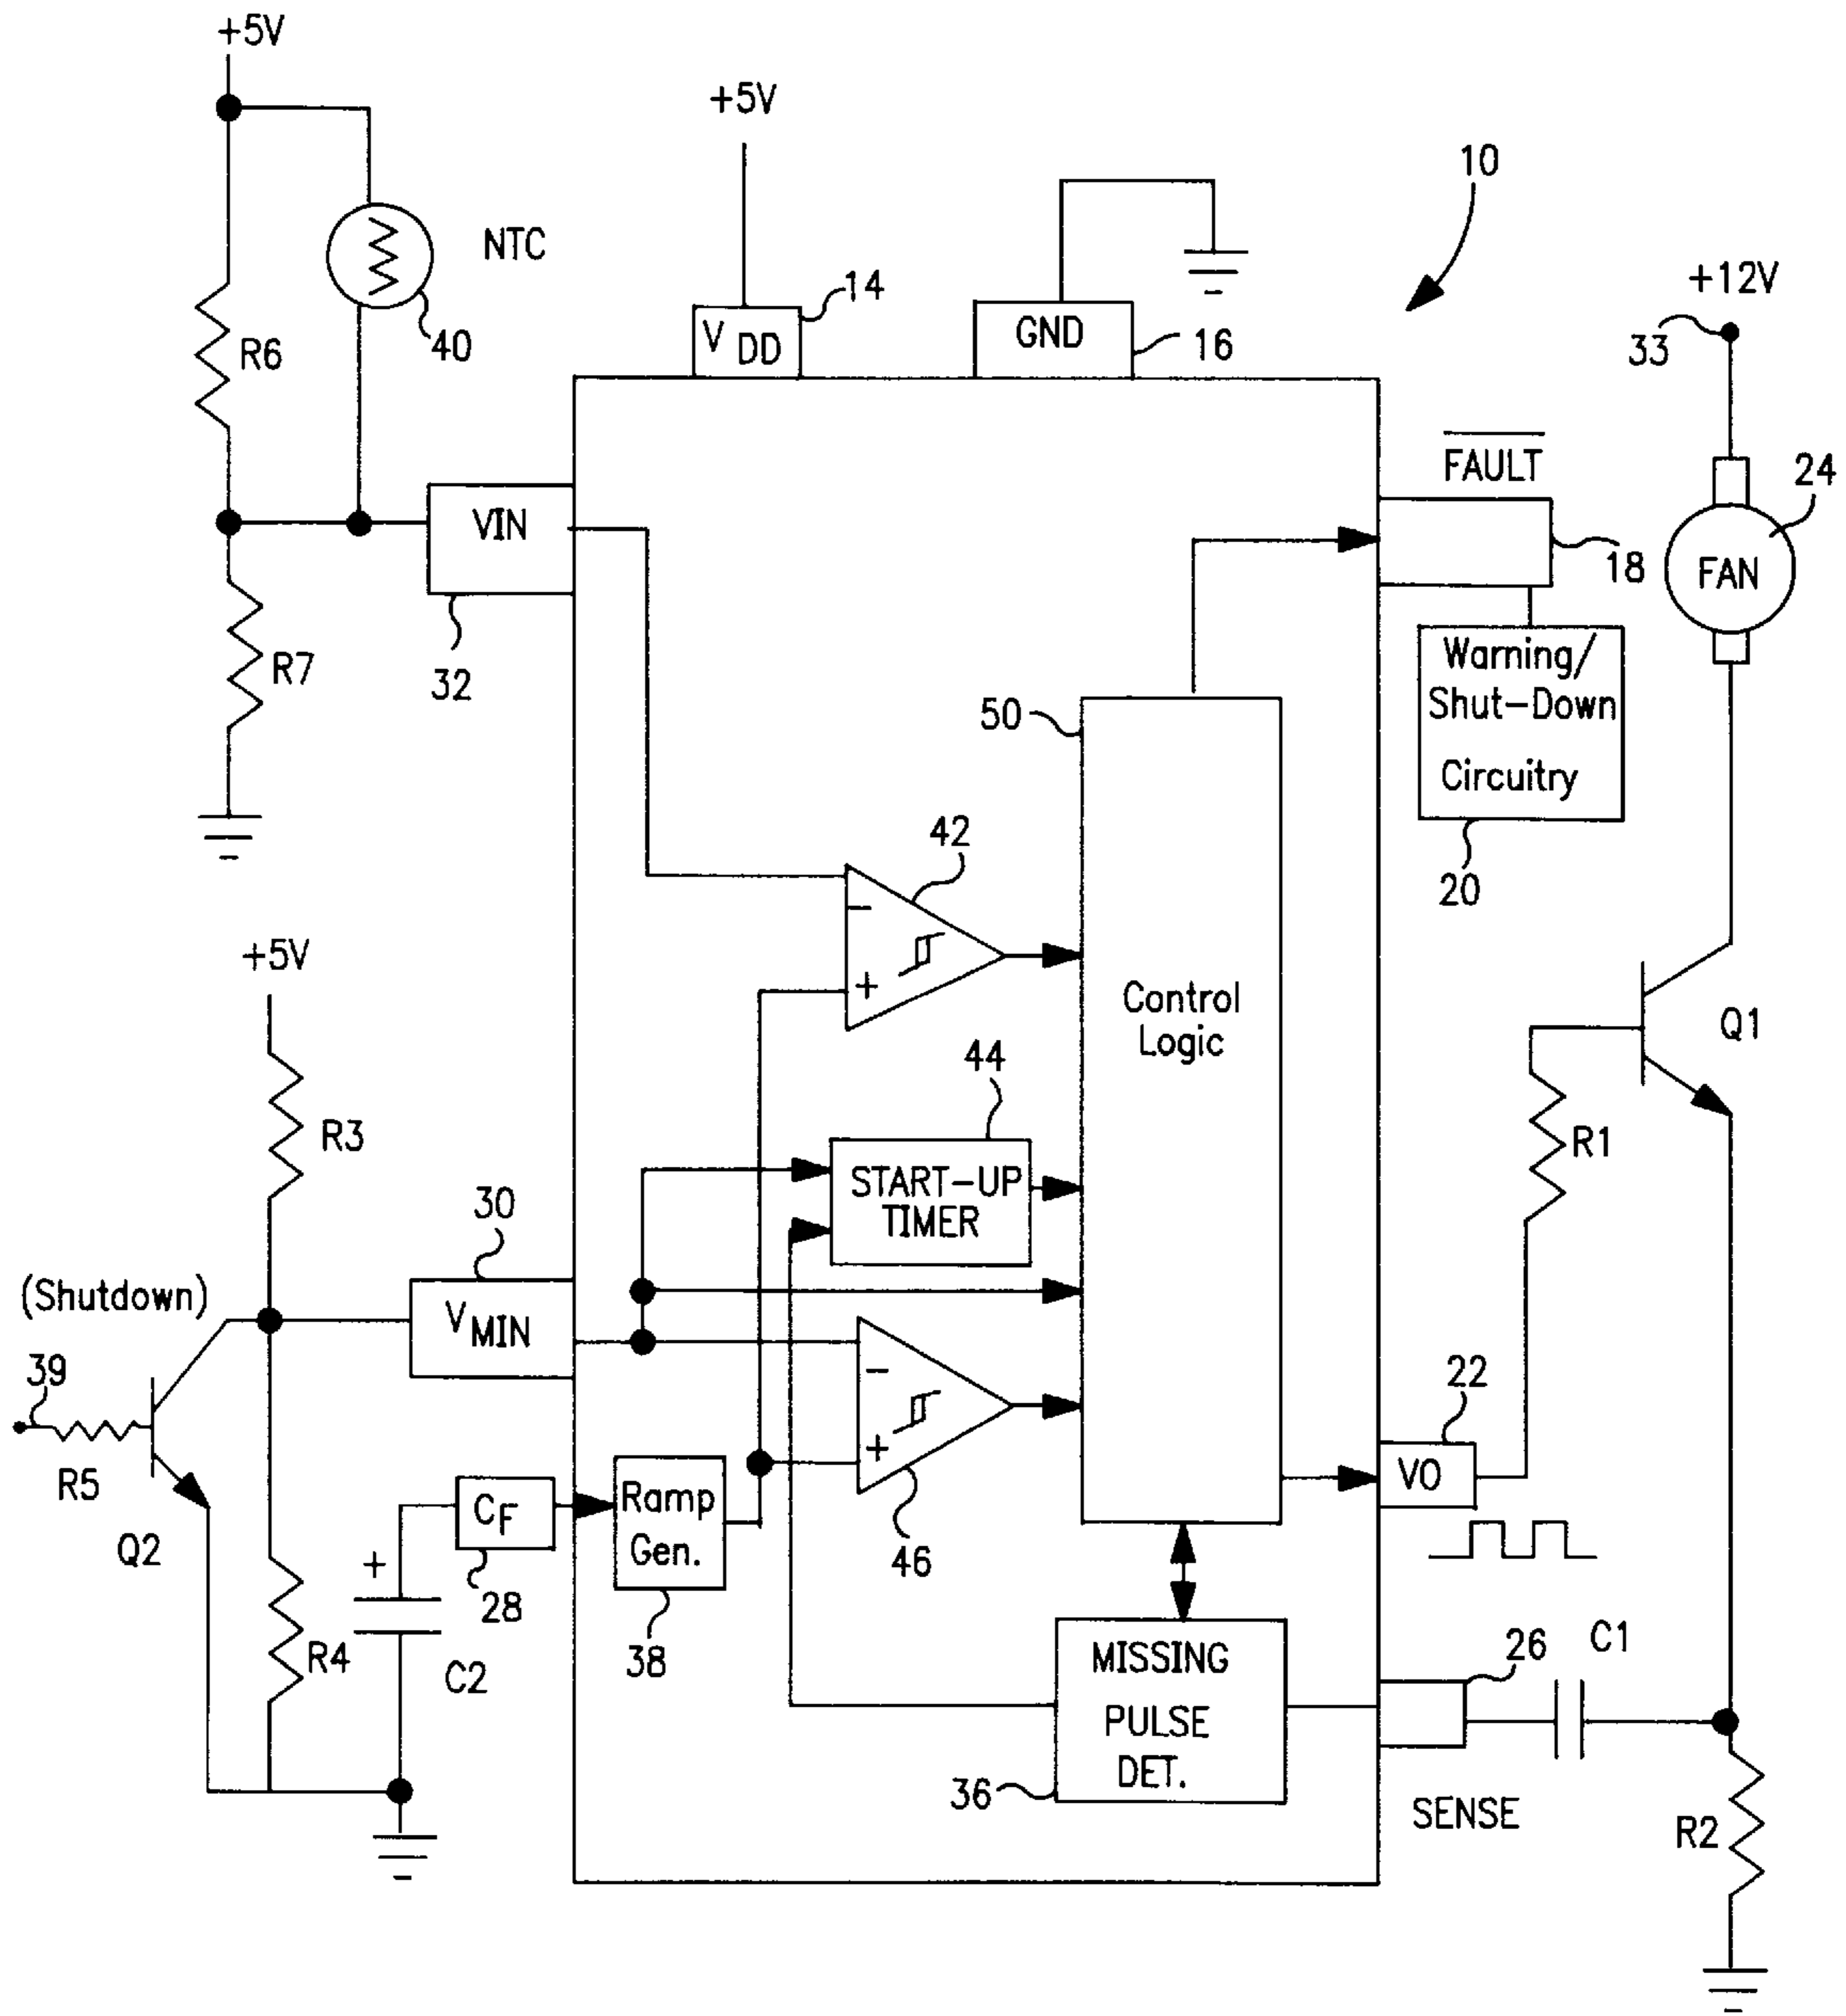 +5V
+5V
10
NTC
+12V
14
V DD
GND
16
33
R6
40
FAULT
24
VIN
18
FAN
R7
32
Warning/
Shut-Down
Circuitry
50
42
20
−
+5V
+
Control
Logic
Q1
44
R3
R1
START-UP
TIMER
30
(Shutdown)
VMIN
39
−
22
+
VO
R5
CF
Ramp
Gen.
Q2
+
28
46
R4
38
C2
MISSING
PULSE
DET.
26
C1
36
SENSE
R2